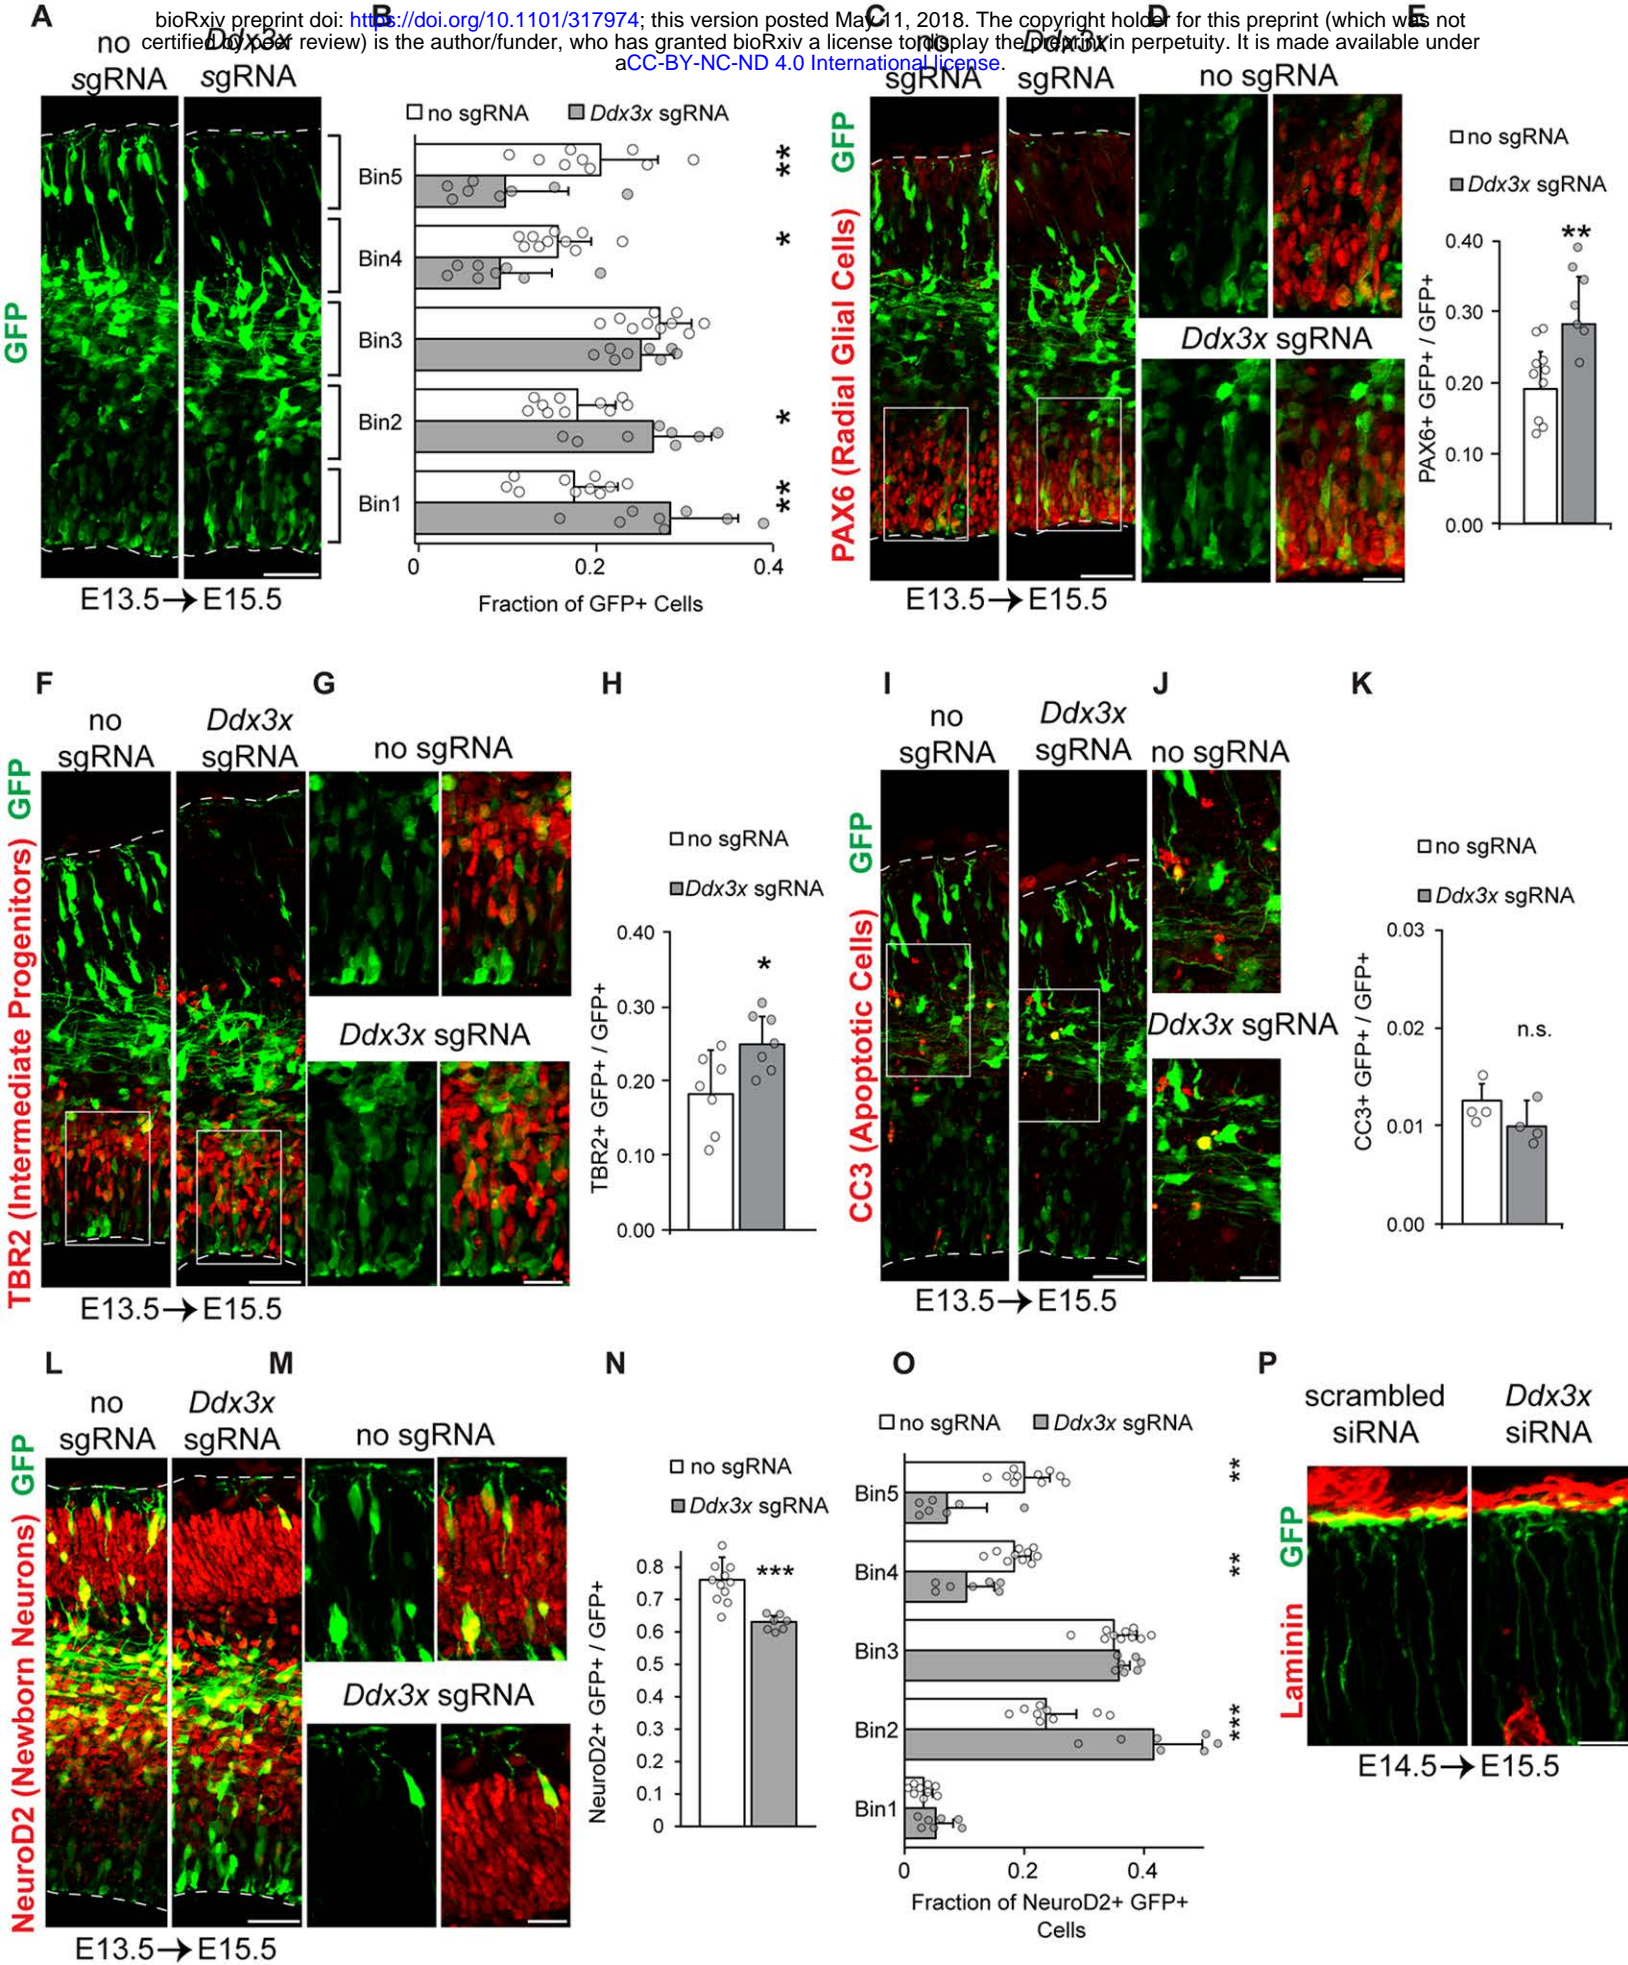 bioRxiv preprint doi: https://doi.org/10.1101/317974; this version posted May 11, 2018. The copyright holder for this preprint (which was not
certified by peer review) is the author/funder, who has granted bioRxiv a license to display the preprint in perpetuity. It is made available under
aCC-BY-NC-ND 4.0 International license.
A
no
sgRNA
Ddx3x
sgRNA
GFP
E13.5→E15.5
B
no sgRNA
Ddx3x sgRNA
Bin5
**
Bin4
*
Bin3
Bin2
*
Bin1
**
0
0.2
0.4
Fraction of GFP+ Cells
C
no
sgRNA
Ddx3x
sgRNA
PAX6 (Radial Glial Cells) GFP
E13.5→E15.5
D
no sgRNA
Ddx3x sgRNA
E
no sgRNA
Ddx3x sgRNA
**
0.40
0.30
0.20
0.10
0.00
PAX6+ GFP+ / GFP+
F
no
sgRNA
Ddx3x
sgRNA
TBR2 (Intermediate Progenitors) GFP
E13.5→E15.5
G
no sgRNA
Ddx3x sgRNA
H
no sgRNA
Ddx3x sgRNA
*
0.40
0.30
0.20
0.10
0.00
TBR2+ GFP+ / GFP+
I
no
sgRNA
Ddx3x
sgRNA
CC3 (Apoptotic Cells) GFP
E13.5→E15.5
J
no sgRNA
Ddx3x sgRNA
K
no sgRNA
Ddx3x sgRNA
n.s.
0.03
0.02
0.01
0.00
CC3+ GFP+ / GFP+
L
no
sgRNA
Ddx3x
sgRNA
NeuroD2 (Newborn Neurons) GFP
E13.5→E15.5
M
no sgRNA
Ddx3x sgRNA
N
no sgRNA
Ddx3x sgRNA
***
0.8
0.7
0.6
0.5
0.4
0.3
0.2
0.1
0
NeuroD2+ GFP+ / GFP+
O
no sgRNA
Ddx3x sgRNA
Bin5
**
Bin4
**
Bin3
Bin2
***
Bin1
0
0.2
0.4
Fraction of NeuroD2+ GFP+
Cells
P
scrambled
siRNA
Ddx3x
siRNA
Laminin GFP
E14.5→E15.5